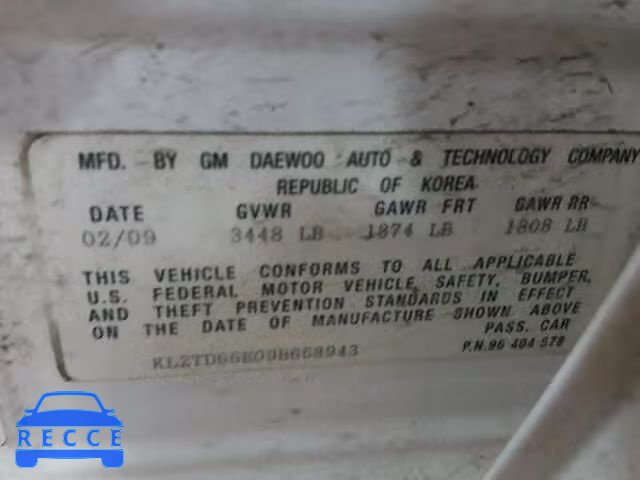 MFD. BY GM DAEWOO AUTO & TECHNOLOGY COMPANY
REPUBLIC OF KOREA
DATE GVWR GAWR FRT GAWR RR
02/09 3448 LB 1874 LB 1808 LB
THIS VEHICLE CONFORMS TO ALL APPLICABLE
U.S. FEDERAL MOTOR VEHICLE, SAFETY, BUMPER,
AND THEFT PREVENTION STANDARDS IN EFFECT
ON THE DATE OF MANUFACTURE SHOWN ABOVE
PASS. CAR
KL2TD66E09B668943
P.N.96 404 578
RECCE